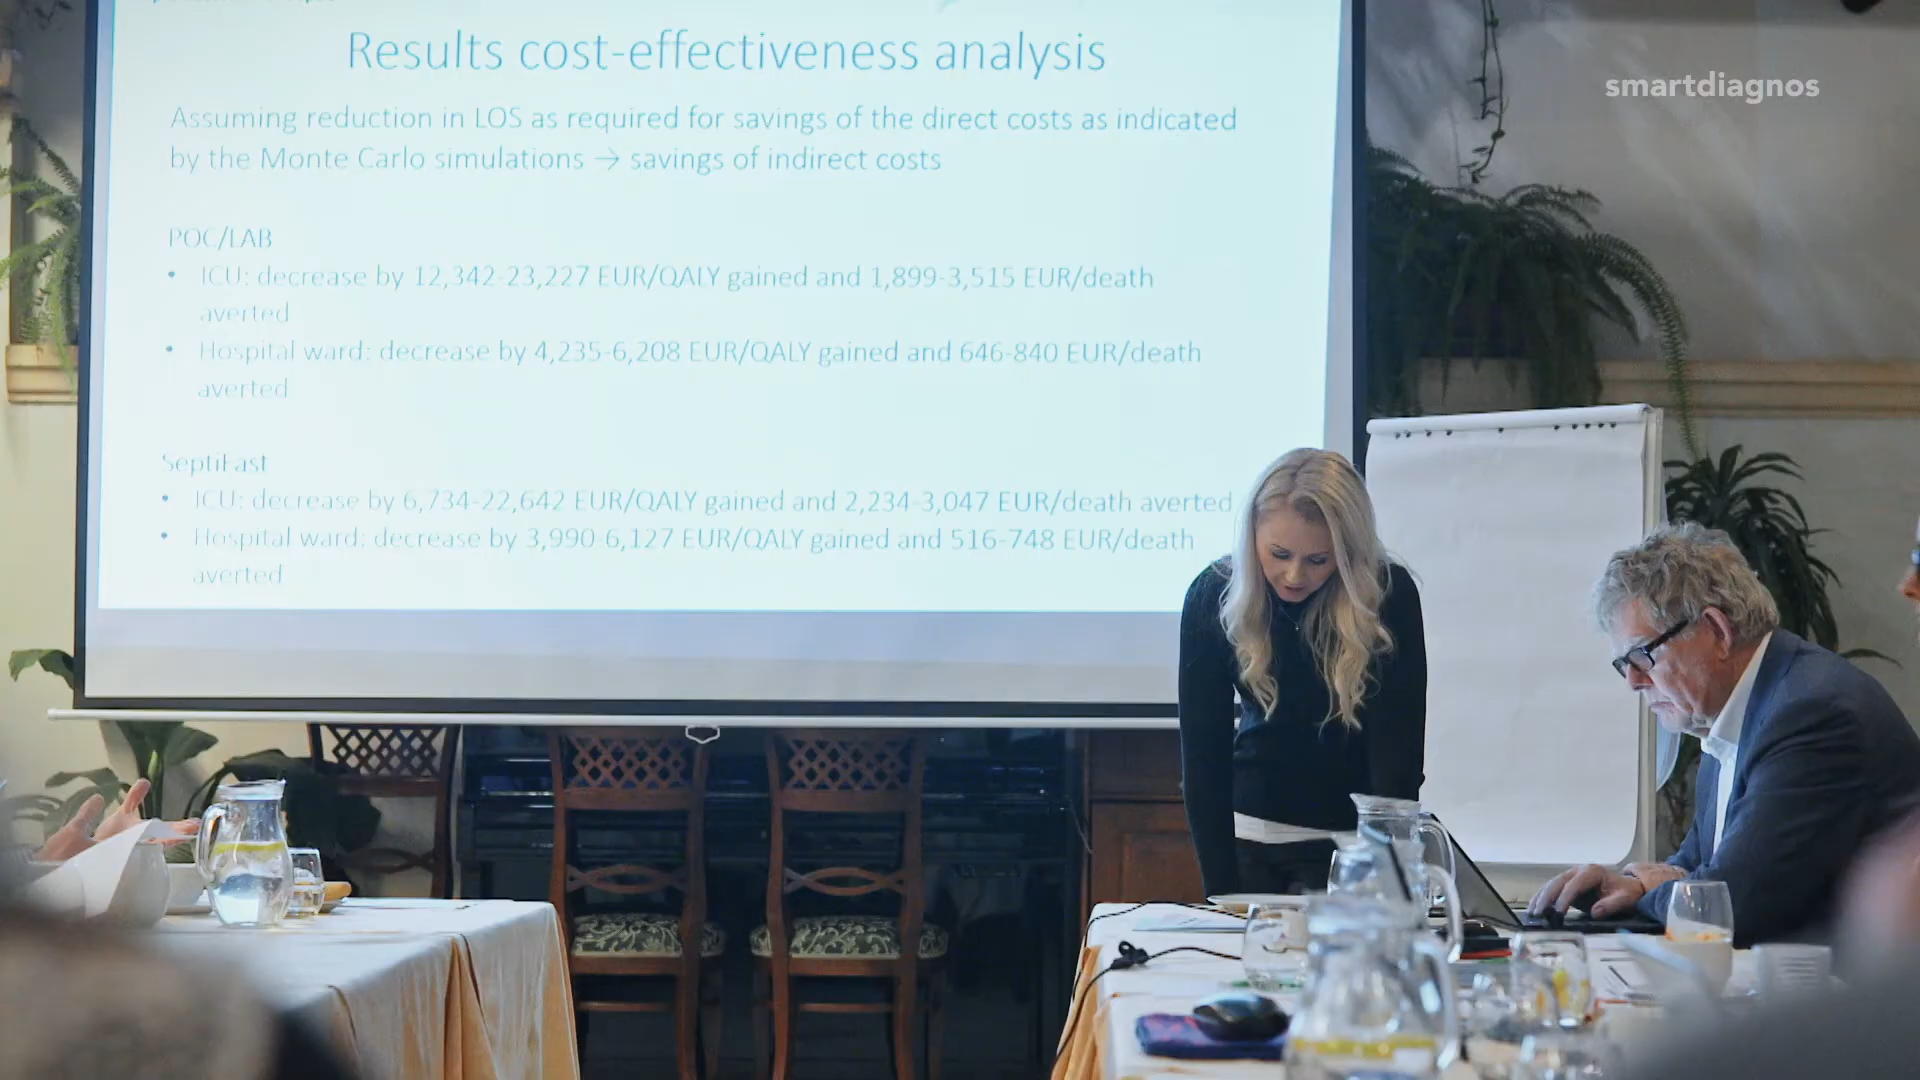 Results cost-effectiveness analysis
smartdiagnos
Assuming reduction in LOS as required for savings of the direct costs as indicated
by the Monte Carlo simulations → savings of indirect costs
POC/LAB
• ICU: decrease by 12,342-23,227 EUR/QALY gained and 1,899-3,515 EUR/death
averted
• Hospital ward: decrease by 4,235-6,208 EUR/QALY gained and 646-840 EUR/death
averted
SeptiFast
• ICU: decrease by 6,734-22,642 EUR/QALY gained and 2,234-3,047 EUR/death averted
• Hospital ward: decrease by 3,990-6,127 EUR/QALY gained and 516-748 EUR/death
averted